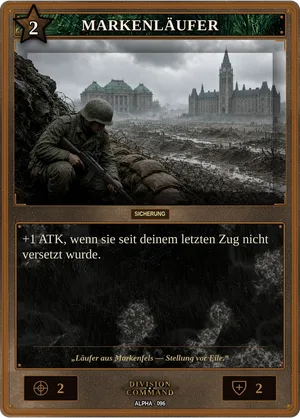 2
MARKENLÄUFER
SICHERUNG
+1 ATK, wenn sie seit deinem letzten Zug nicht
versetzt wurde.
„Läufer aus Markenfels — Stellung vor Eile.“
2
DIVISION
COMMAND
2
ALPHA · 096